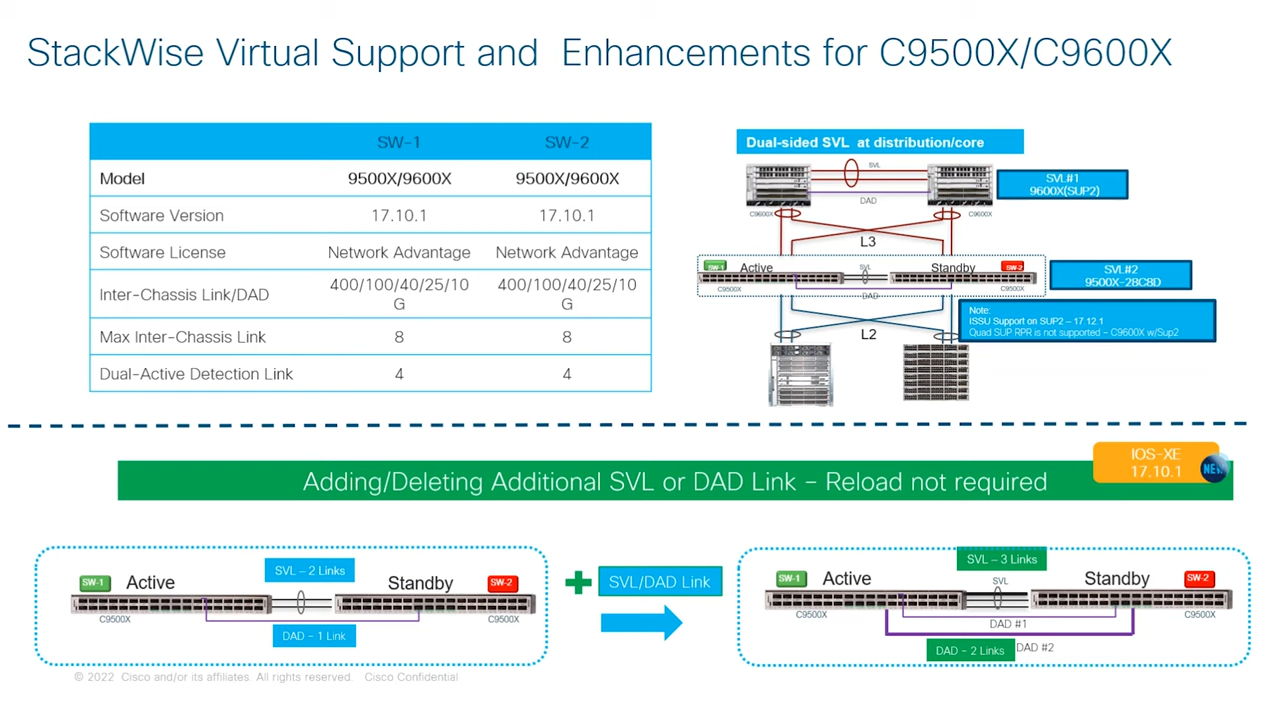 StackWise Virtual Support and Enhancements for C9500X/C9600X
SW-1 SW-2
Model 9500X/9600X 9500X/9600X
Software Version 17.10.1 17.10.1
Software License Network Advantage Network Advantage
Inter-Chassis Link/DAD 400/100/40/25/10 400/100/40/25/10
G G
Max Inter-Chassis Link 8 8
Dual-Active Detection Link 4 4
Dual-sided SVL at distribution/core
SVL
DAD
C9600X C9600X
SVL#1
9600X(SUP2)
L3
SW-1 Active SVL Standby SW-2
C9500X C9500X
DAD
SVL#2
9500X-28C8D
Note:
ISSU Support on SUP2 – 17.12.1
Quad SUP RPR is not supported – C9600X w/Sup2
L2
IOS-XE
17.10.1
NEW
Adding/Deleting Additional SVL or DAD Link – Reload not required
SVL – 2 Links
SW-1 Active Standby SW-2
C9500X C9500X
DAD – 1 Link
SVL/DAD Link
SVL – 3 Links
SW-1 Active SVL Standby SW-2
C9500X C9500X
DAD #1
DAD – 2 Links DAD #2
© 2022 Cisco and/or its affiliates. All rights reserved. Cisco Confidential